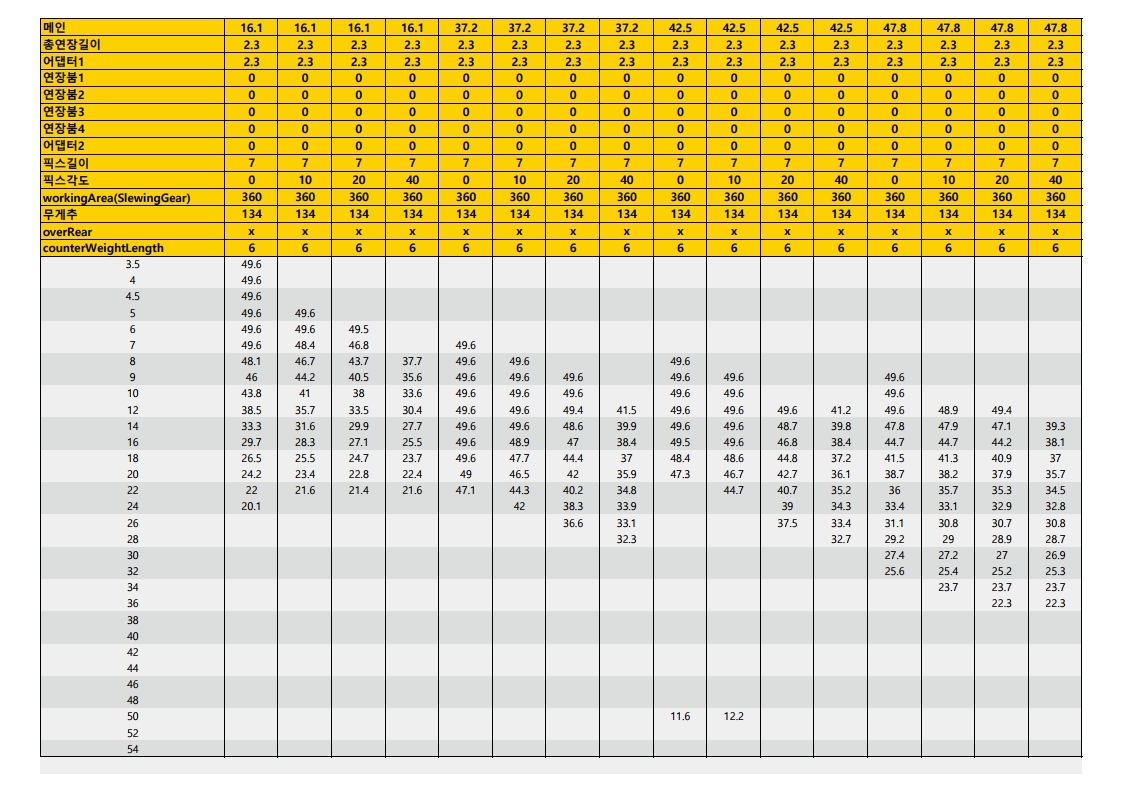 메인 16.1 16.1 16.1 16.1 37.2 37.2 37.2 37.2 42.5 42.5 42.5 42.5 47.8 47.8 47.8 47.8
총연장길이 2.3 2.3 2.3 2.3 2.3 2.3 2.3 2.3 2.3 2.3 2.3 2.3 2.3 2.3 2.3 2.3
어댑터1 2.3 2.3 2.3 2.3 2.3 2.3 2.3 2.3 2.3 2.3 2.3 2.3 2.3 2.3 2.3 2.3
연장붐1 0 0 0 0 0 0 0 0 0 0 0 0 0 0 0 0
연장붐2 0 0 0 0 0 0 0 0 0 0 0 0 0 0 0 0
연장붐3 0 0 0 0 0 0 0 0 0 0 0 0 0 0 0 0
연장붐4 0 0 0 0 0 0 0 0 0 0 0 0 0 0 0 0
어댑터2 0 0 0 0 0 0 0 0 0 0 0 0 0 0 0 0
픽스길이 7 7 7 7 7 7 7 7 7 7 7 7 7 7 7 7
픽스각도 0 10 20 40 0 10 20 40 0 10 20 40 0 10 20 40
workingArea(SlewingGear) 360 360 360 360 360 360 360 360 360 360 360 360 360 360 360 360
무게추 134 134 134 134 134 134 134 134 134 134 134 134 134 134 134 134
overRear x x x x x x x x x x x x x x x x
counterWeightLength 6 6 6 6 6 6 6 6 6 6 6 6 6 6 6 6
3.5 49.6
4 49.6
4.5 49.6
5 49.6 49.6
6 49.6 49.6 49.5
7 49.6 48.4 46.8 49.6
8 48.1 46.7 43.7 37.7 49.6 49.6 49.6
9 46 44.2 40.5 35.6 49.6 49.6 49.6 49.6 49.6 49.6
10 43.8 41 38 33.6 49.6 49.6 49.6 49.6 49.6 49.6
12 38.5 35.7 33.5 30.4 49.6 49.6 49.4 41.5 49.6 49.6 49.6 41.2 49.6 48.9 49.4
14 33.3 31.6 29.9 27.7 49.6 49.6 48.6 39.9 49.6 49.6 48.7 39.8 47.8 47.9 47.1 39.3
16 29.7 28.3 27.1 25.5 49.6 48.9 47 38.4 49.5 49.6 46.8 38.4 44.7 44.7 44.2 38.1
18 26.5 25.5 24.7 23.7 49.6 47.7 44.4 37 48.4 48.6 44.8 37.2 41.5 41.3 40.9 37
20 24.2 23.4 22.8 22.4 49 46.5 42 35.9 47.3 46.7 42.7 36.1 38.7 38.2 37.9 35.7
22 22 21.6 21.4 21.6 47.1 44.3 40.2 34.8 44.7 40.7 35.2 36 35.7 35.3 34.5
24 20.1 42 38.3 33.9 39 34.3 33.4 33.1 32.9 32.8
26 36.6 33.1 37.5 33.4 31.1 30.8 30.7 30.8
28 32.3 32.7 29.2 29 28.9 28.7
30 27.4 27.2 27 26.9
32 25.6 25.4 25.2 25.3
34 23.7 23.7 23.7
36 22.3 22.3
38
40
42
44
46
48
50 11.6 12.2
52
54